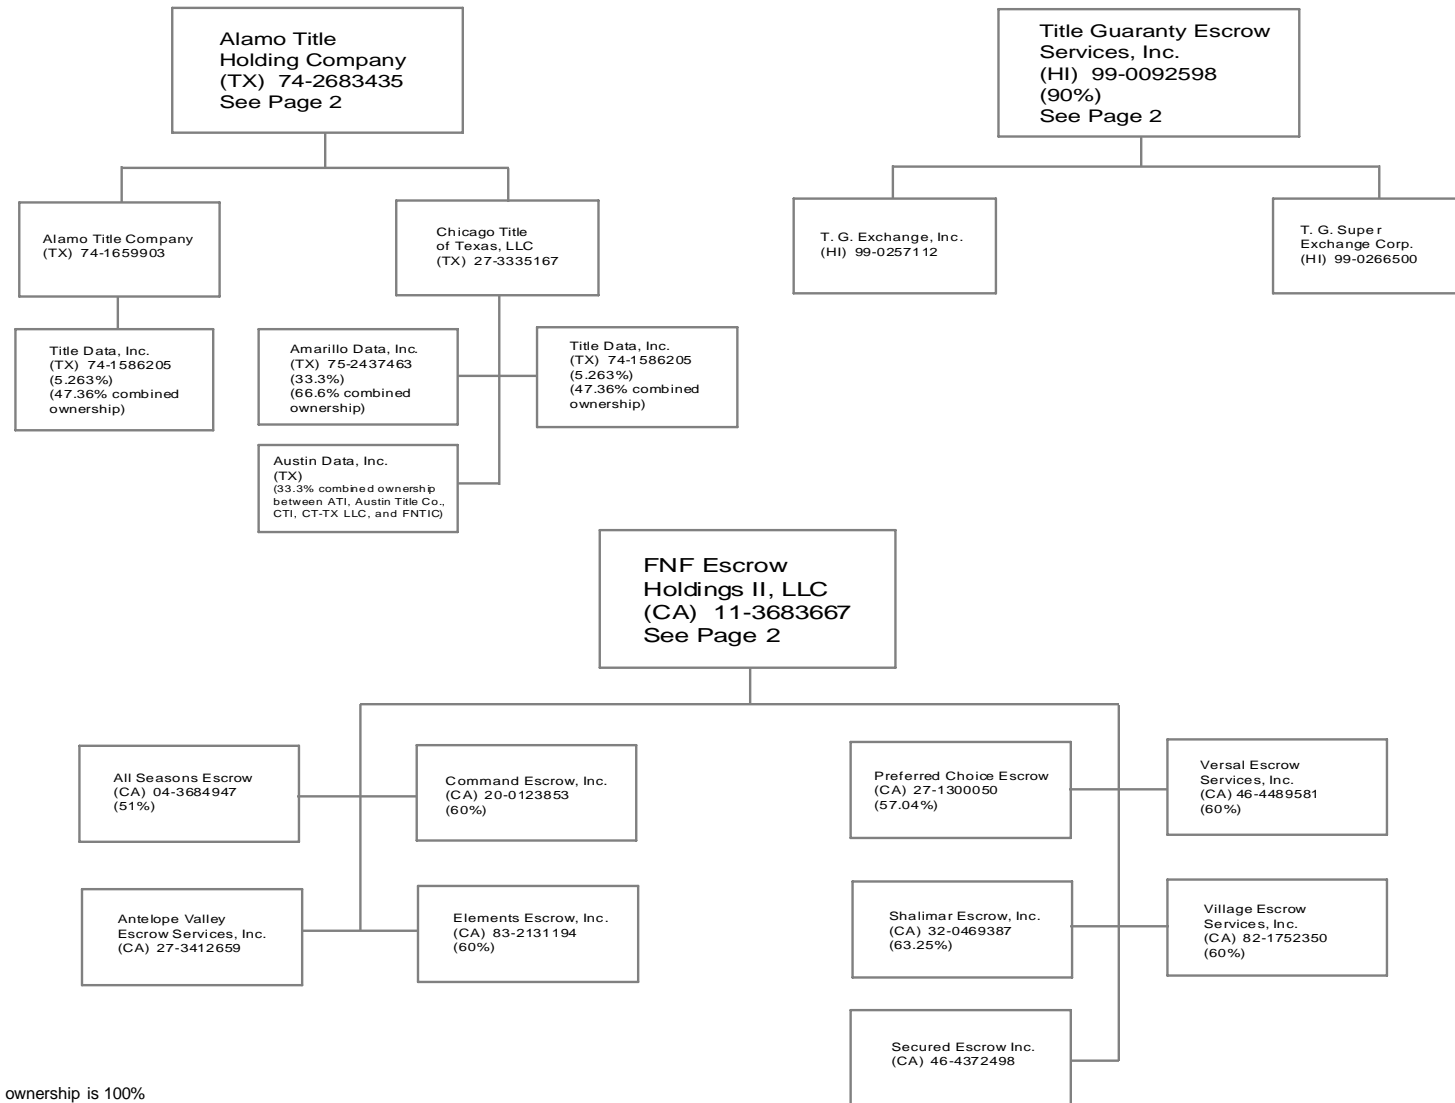 Alamo Title
Holding Company
(TX) 74-2683435
See Page 2
Title Guaranty Escrow
Services, Inc.
(HI) 99-0092598
(90%)
See Page 2
Alamo Title Company
(TX) 74-1659903
Chicago Title
of Texas, LLC
(TX) 27-3335167
T. G. Exchange, Inc.
(HI) 99-0257112
T. G. Super
Exchange Corp.
(HI) 99-0266500
Title Data, Inc.
(TX) 74-1586205
(5.263%)
(47.36% combined
ownership)
Amarillo Data, Inc.
(TX) 75-2437463
(33.3%)
(66.6% combined
ownership)
Title Data, Inc.
(TX) 74-1586205
(5.263%)
(47.36% combined
ownership)
Austin Data, Inc.
(TX)
(33.3% combined ownership
between ATI, Austin Title Co.,
CTI, CT-TX LLC, and FNTIC)
FNF Escrow
Holdings II, LLC
(CA) 11-3683667
See Page 2
All Seasons Escrow
(CA) 04-3684947
(51%)
Command Escrow, Inc.
(CA) 20-0123853
(60%)
Preferred Choice Escrow
(CA) 27-1300050
(57.04%)
Versal Escrow
Services, Inc.
(CA) 46-4489581
(60%)
Antelope Valley
Escrow Services, Inc.
(CA) 27-3412659
Elements Escrow, Inc.
(CA) 83-2131194
(60%)
Shalimar Escrow, Inc.
(CA) 32-0469387
(63.25%)
Village Escrow
Services, Inc.
(CA) 82-1752350
(60%)
Secured Escrow Inc.
(CA) 46-4372498
ownership is 100%